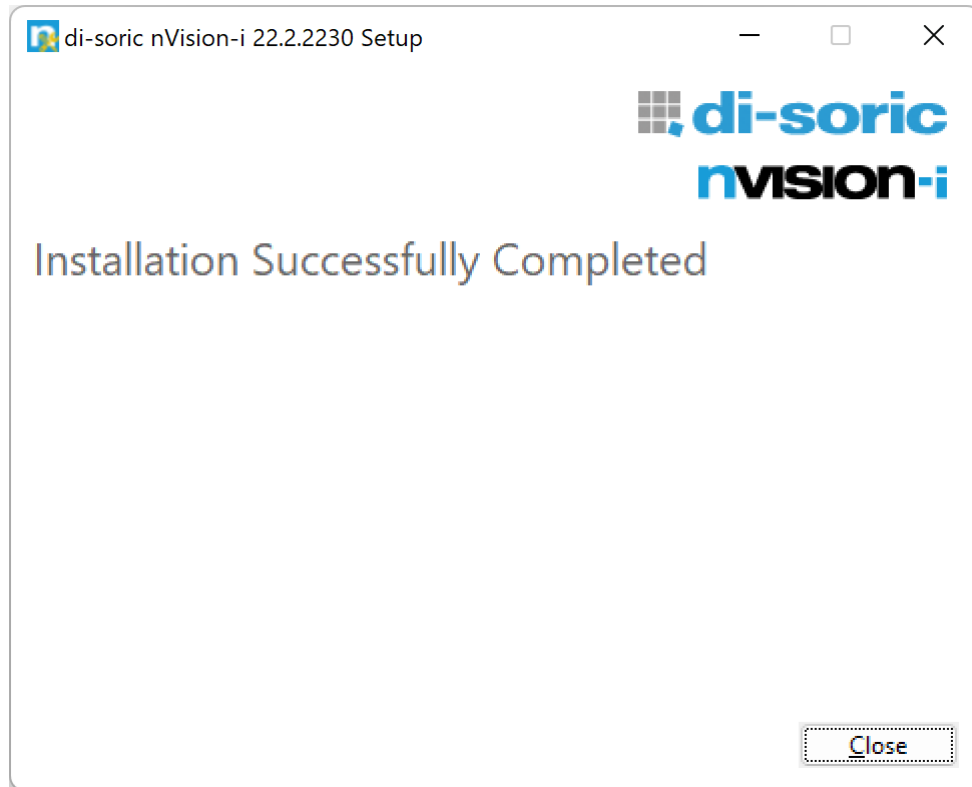 di-soric nVision-i 22.2.2230 Setup
di-soric
nvision-i
Installation Successfully Completed
Close